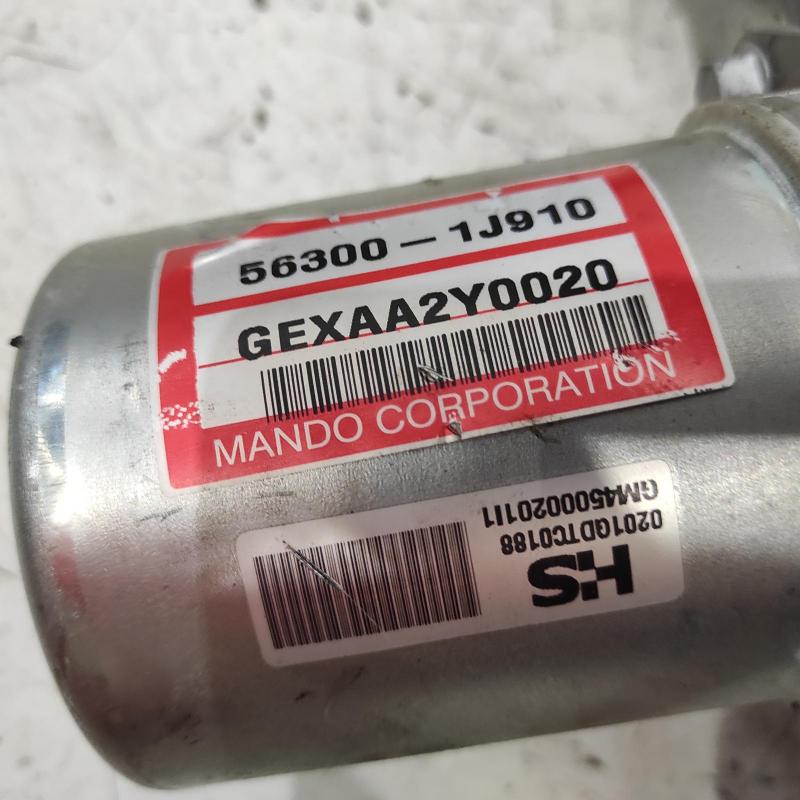 56300-1J910
GEXAA2Y0020
MANDO CORPORATION
HS
0201QDTC0188
GM450002011